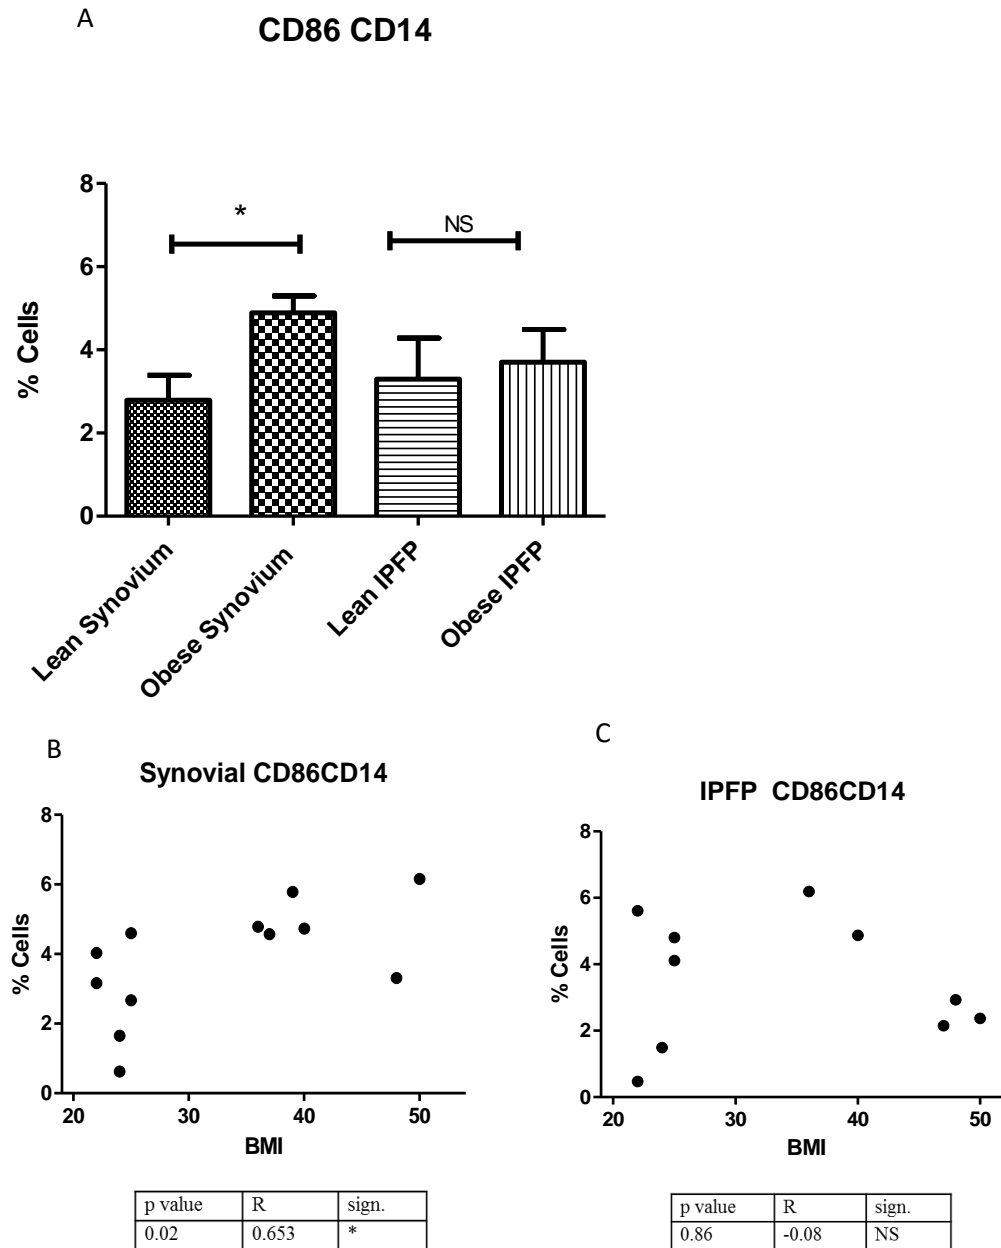 A
CD86 CD14
8
6
4
2
0
% Cells
*
NS
Lean Synovium
Obese Synovium
Lean IPFP
Obese IPFP
B
Synovial CD86CD14
8
6
4
2
0
% Cells
20 30 40 50
BMI
p value R sign.
0.02 0.653 *
C
IPFP CD86CD14
8
6
4
2
0
% Cells
20 30 40 50
BMI
p value R sign.
0.86 -0.08 NS